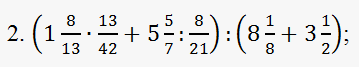 2. (1 8/13 · 13/42 + 5 5/7 : 8/21) : (8 1/8 + 3 1/2);